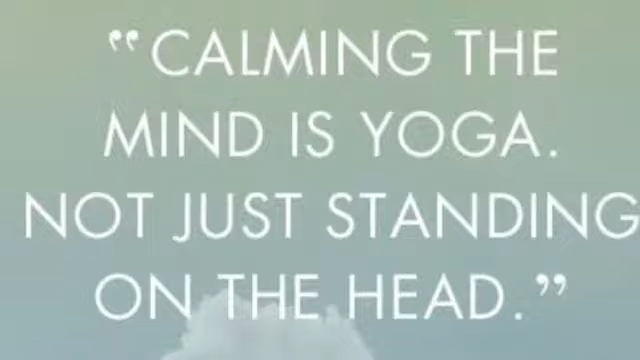 "CALMING THE
MIND IS YOGA.
NOT JUST STANDING
ON THE HEAD."